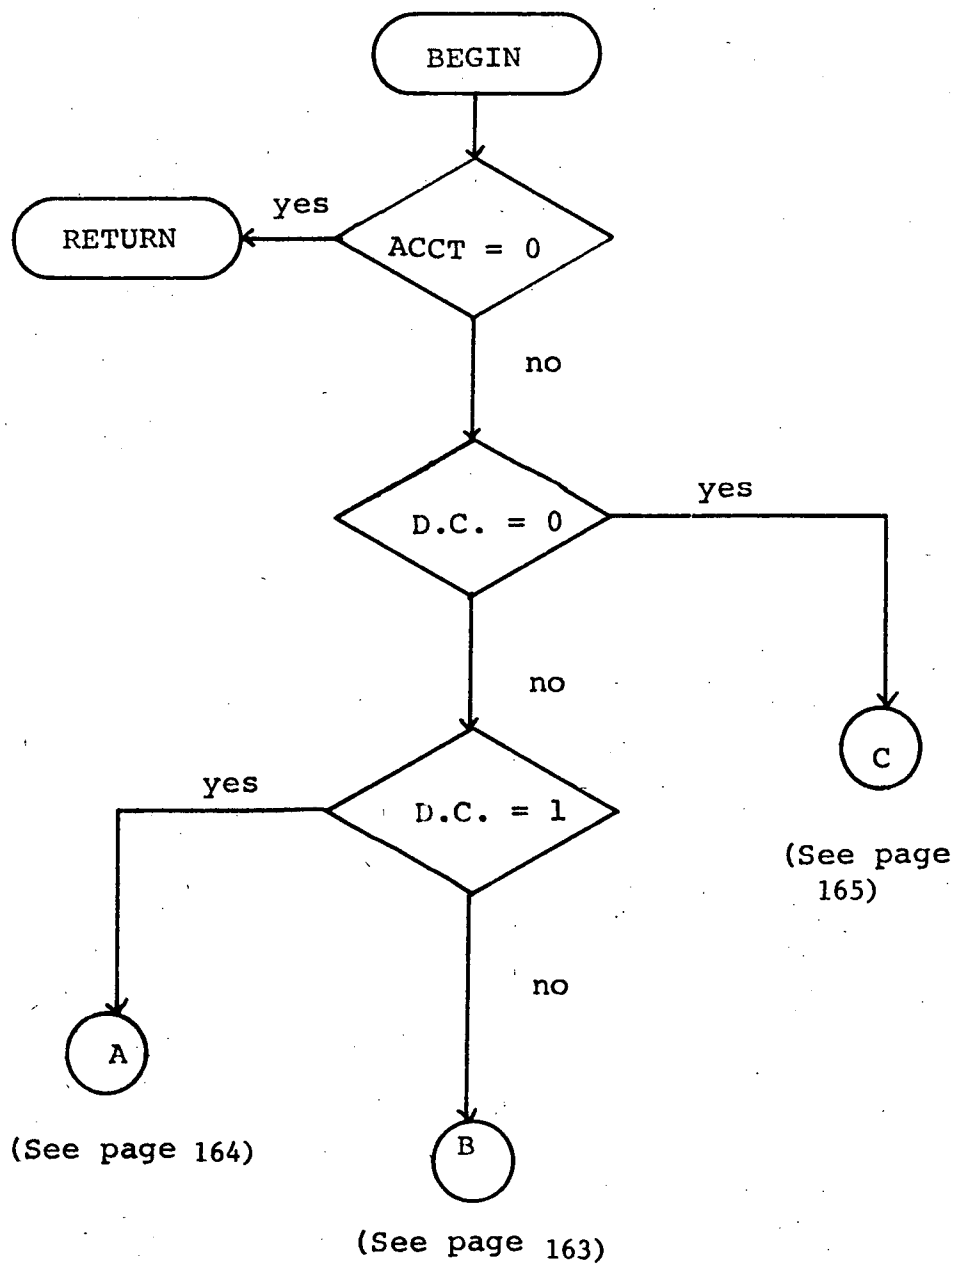 BEGIN
yes
RETURN
ACCT = 0
no
yes
D.C. = 0
no
C
yes
D.C. = 1
(See page
165)
no
A
(See page 164)
B
(See page 163)